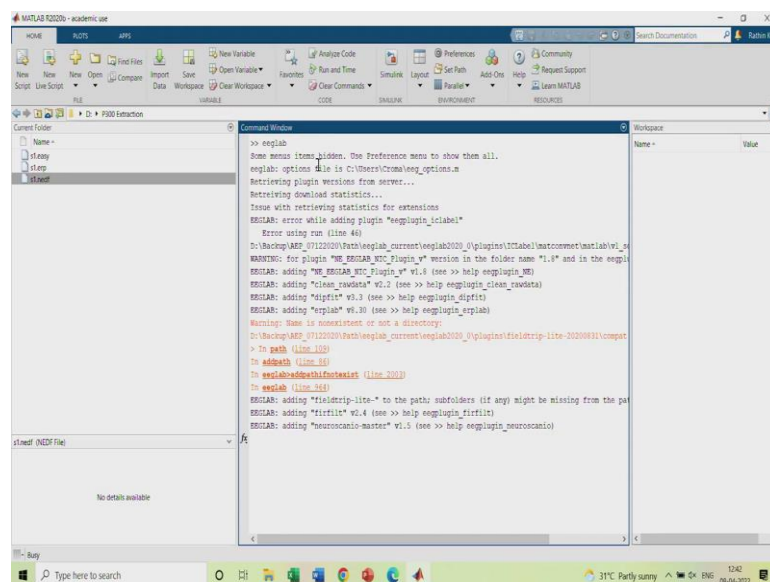 MATLAB R2020b - academic use
HOME PLOTS APPS
Search Documentation
Rathin
New Script
New Live Script
New
Open
Find Files
Compare
Import Data
Save Workspace
New Variable
Open Variable
Clear Workspace
Favorites
Analyze Code
Run and Time
Clear Commands
Simulink
Layout
Preferences
Set Path
Parallel
Add-Ons
Help
Community
Request Support
Learn MATLAB
FILE VARIABLE CODE SIMULINK ENVIRONMENT RESOURCES
D: P300 Extraction
Current Folder
Name
s1.easy
s1.erp
s1.nedf
s1.nedf (NEDF File)
No details available
Command Window
>> eeglab
Some menus items hidden. Use Preference menu to show them all.
eeglab: options file is C:\Users\Croma\eeg_options.m
Retrieving plugin versions from server...
Retreiving download statistics...
Issue with retrieving statistics for extensions
EEGLAB: error while adding plugin "eegplugin_iclabel"
Error using run (line 46)
D:\Backup\AEP_07122020\Path\eeglab_current\eeglab2020_0\plugins\ICLabel\matconvnet\matlab\vl_s
WARNING: for plugin "NE_EEGLAB_NIC_Plugin_v" version in the folder name "1.8" and in the eegpl
EEGLAB: adding "NE_EEGLAB_NIC_Plugin_v" v1.8 (see >> help eegplugin_NE)
EEGLAB: adding "clean_rawdata" v2.2 (see >> help eegplugin_clean_rawdata)
EEGLAB: adding "dipfit" v3.3 (see >> help eegplugin_dipfit)
EEGLAB: adding "erplab" v8.30 (see >> help eegplugin_erplab)
Warning: Name is nonexistent or not a directory:
D:\Backup\AEP_07122020\Path\eeglab_current\eeglab2020_0\plugins\fieldtrip-lite-20200831\compat
> In path (line 109)
In addpath (line 86)
In eeglab>addpathifnotexist (line 2003)
In eeglab (line 964)
EEGLAB: adding "fieldtrip-lite-" to the path; subfolders (if any) might be missing from the pat
EEGLAB: adding "firfilt" v2.4 (see >> help eegplugin_firfilt)
EEGLAB: adding "neuroscanio-master" v1.5 (see >> help eegplugin_neuroscanio)
fx
Workspace
Name Value
Busy
Type here to search
31°C Partly sunny
ENG
12:42
09-04-2022